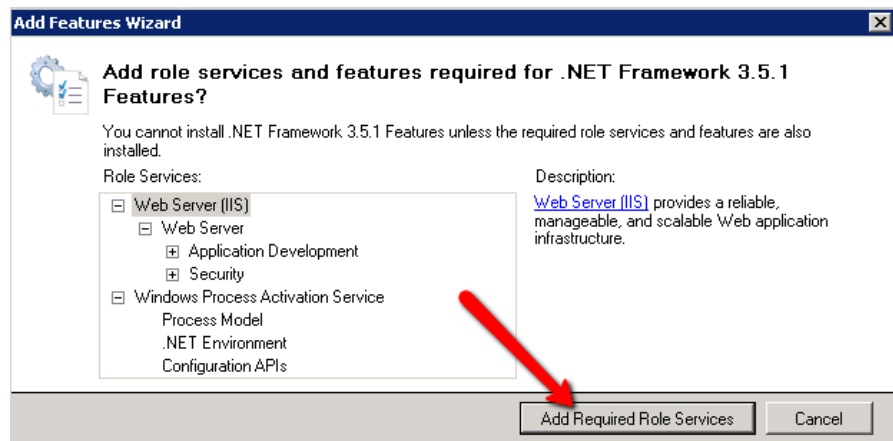 Add Features Wizard
Add role services and features required for .NET Framework 3.5.1
Features?
You cannot install .NET Framework 3.5.1 Features unless the required role services and features are also
installed.
Role Services:
Web Server (IIS)
Web Server
Application Development
Security
Windows Process Activation Service
Process Model
.NET Environment
Configuration APIs
Description:
Web Server (IIS) provides a reliable,
manageable, and scalable Web application
infrastructure.
Add Required Role Services
Cancel